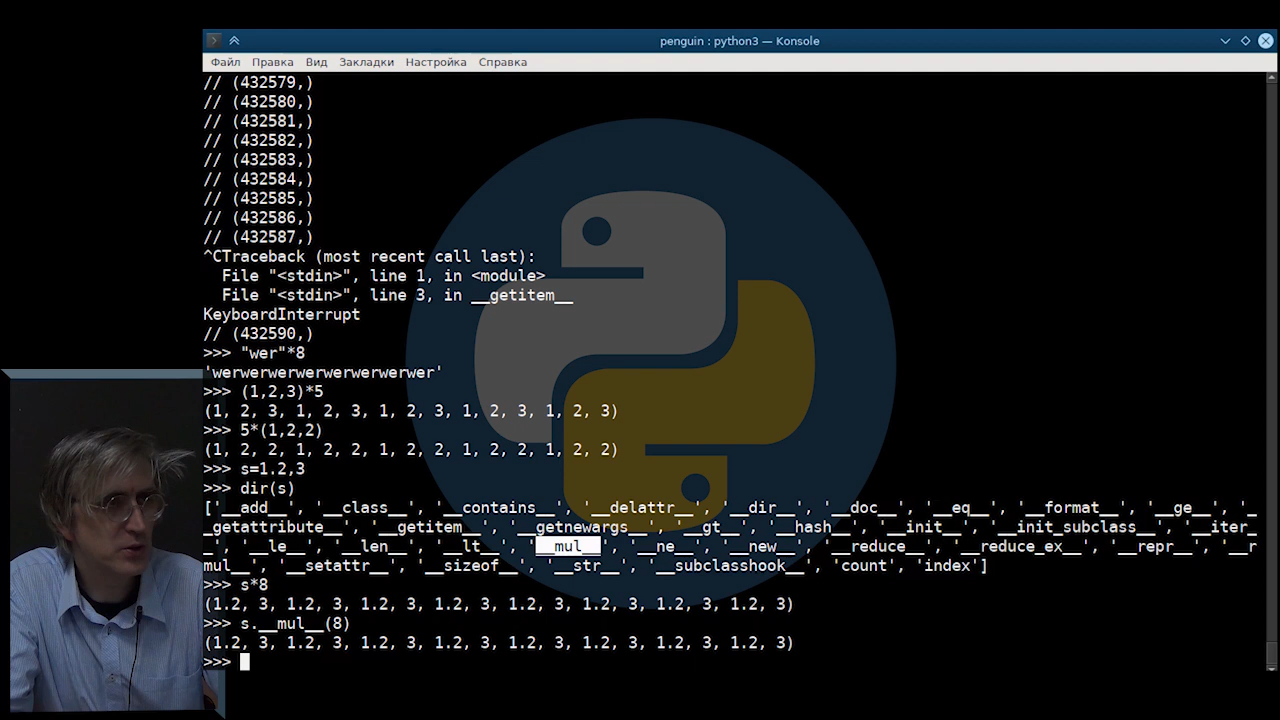 penguin : python3 — Konsole
Файл Правка Вид Закладки Настройка Справка
// (432579,)
// (432580,)
// (432581,)
// (432582,)
// (432583,)
// (432584,)
// (432585,)
// (432586,)
// (432587,)
^CTraceback (most recent call last):
  File "<stdin>", line 1, in <module>
  File "<stdin>", line 3, in __getitem__
KeyboardInterrupt
// (432590,)
>>> "wer"*8
'werwerwerwerwerwerwerwer'
>>> (1,2,3)*5
(1, 2, 3, 1, 2, 3, 1, 2, 3, 1, 2, 3, 1, 2, 3)
>>> 5*(1,2,2)
(1, 2, 2, 1, 2, 2, 1, 2, 2, 1, 2, 2, 1, 2, 2)
>>> s=1.2,3
>>> dir(s)
['__add__', '__class__', '__contains__', '__delattr__', '__dir__', '__doc__', '__eq__', '__format__', '__ge__', '_
_getattribute__', '__getitem__', '__getnewargs__', '__gt__', '__hash__', '__init__', '__init_subclass__', '__iter_
_', '__le__', '__len__', '__lt__', '__mul__', '__ne__', '__new__', '__reduce__', '__reduce_ex__', '__repr__', '__r
mul__', '__setattr__', '__sizeof__', '__str__', '__subclasshook__', 'count', 'index']
>>> s*8
(1.2, 3, 1.2, 3, 1.2, 3, 1.2, 3, 1.2, 3, 1.2, 3, 1.2, 3, 1.2, 3)
>>> s.__mul__(8)
(1.2, 3, 1.2, 3, 1.2, 3, 1.2, 3, 1.2, 3, 1.2, 3, 1.2, 3, 1.2, 3)
>>>